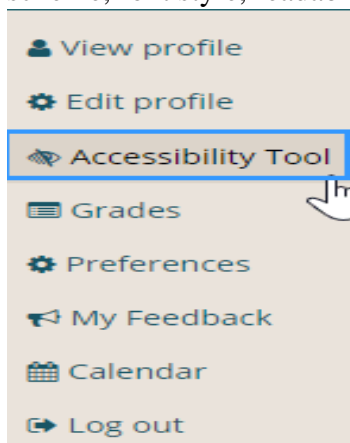 View profile
Edit profile
Accessibility Tool
Grades
Preferences
My Feedback
Calendar
Log out